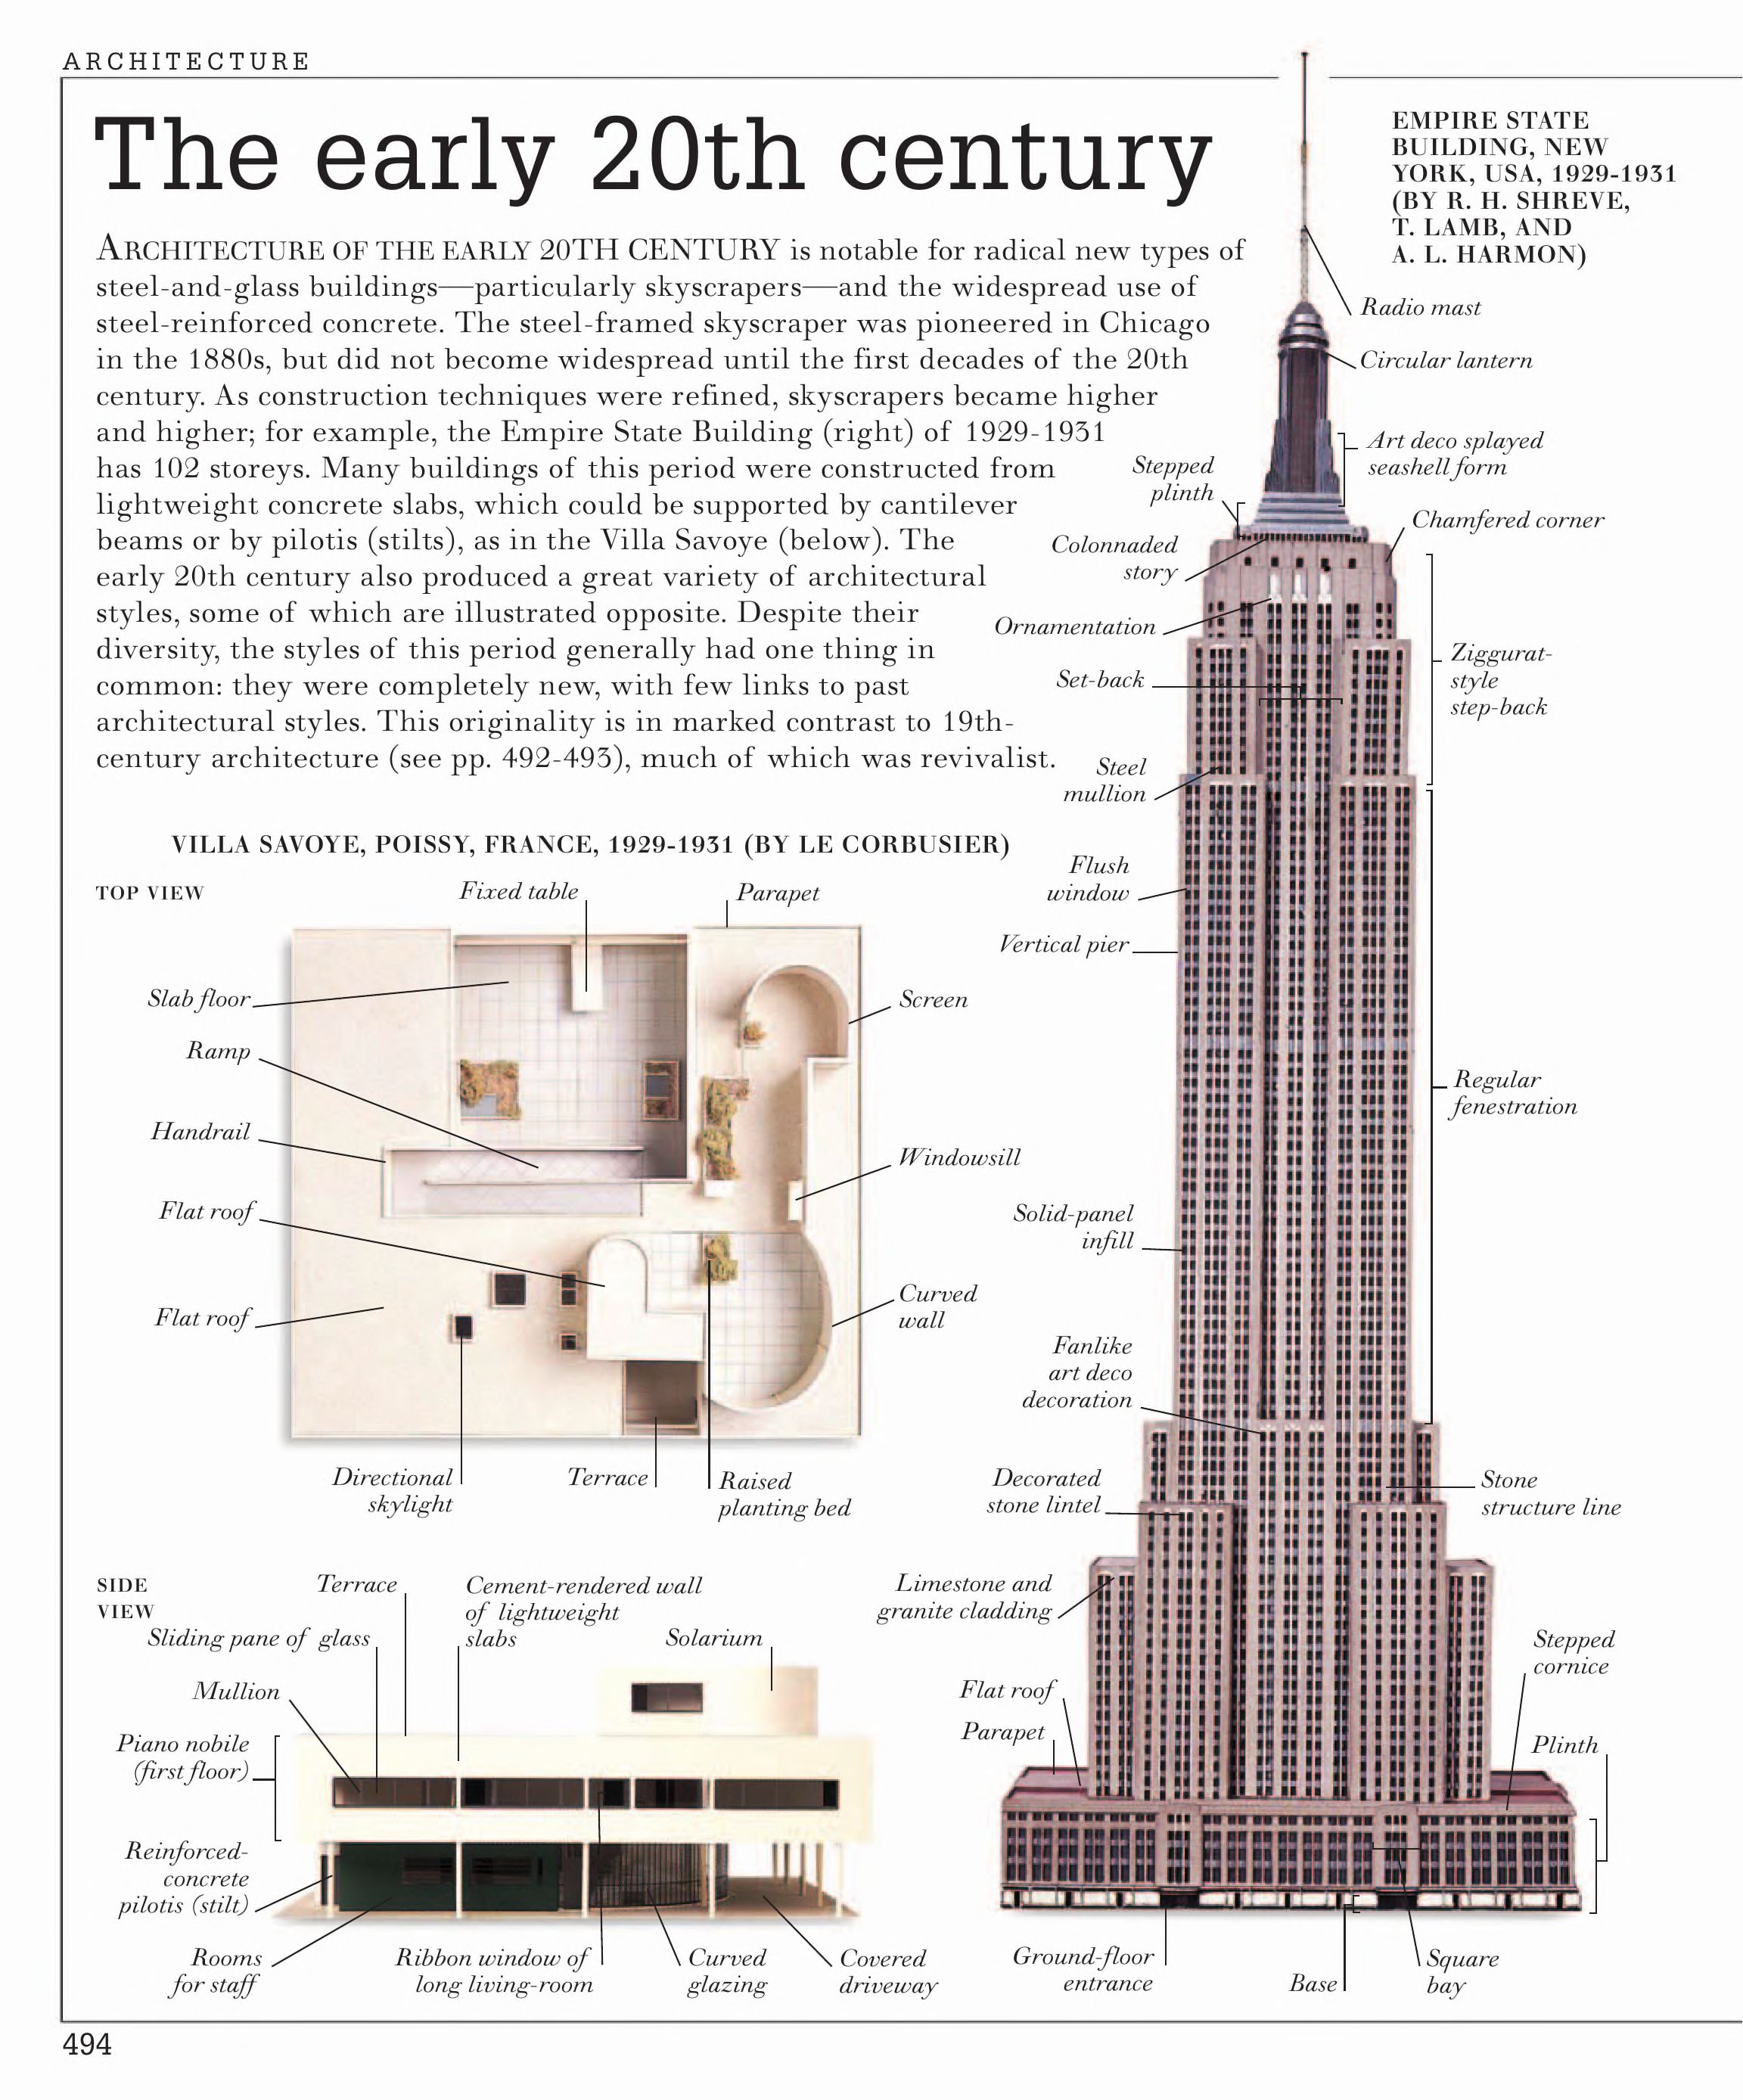 ARCHITECTURE
The early 20th century
ARCHITECTURE OF THE EARLY 20TH CENTURY is notable for radical new types of
steel-and-glass buildings—particularly skyscrapers—and the widespread use of
steel-reinforced concrete. The steel-framed skyscraper was pioneered in Chicago
in the 1880s, but did not become widespread until the first decades of the 20th
century. As construction techniques were refined, skyscrapers became higher
and higher; for example, the Empire State Building (right) of 1929-1931
has 102 storeys. Many buildings of this period were constructed from
lightweight concrete slabs, which could be supported by cantilever
beams or by pilotis (stilts), as in the Villa Savoye (below). The
early 20th century also produced a great variety of architectural
styles, some of which are illustrated opposite. Despite their
diversity, the styles of this period generally had one thing in
common: they were completely new, with few links to past
architectural styles. This originality is in marked contrast to 19th-
century architecture (see pp. 492-493), much of which was revivalist.
EMPIRE STATE
BUILDING, NEW
YORK, USA, 1929-1931
(BY R. H. SHREVE,
T. LAMB, AND
A. L. HARMON)
Radio mast
Circular lantern
Art deco splayed
seashell form
Stepped
plinth
Chamfered corner
Colonnaded
story
Ornamentation
Set-back
Ziggurat-
style
step-back
Steel
mullion
Flush
window
Vertical pier
Regular
fenestration
Solid-panel
infill
Fanlike
art deco
decoration
Decorated
stone lintel
Stone
structure line
Limestone and
granite cladding
Stepped
cornice
Flat roof
Parapet
Plinth
Ground-floor
entrance
Base
Square
bay
VILLA SAVOYE, POISSY, FRANCE, 1929-1931 (BY LE CORBUSIER)
TOP VIEW
Fixed table
Parapet
Slab floor
Screen
Ramp
Handrail
Windowsill
Flat roof
Flat roof
Curved
wall
Directional
skylight
Terrace
Raised
planting bed
SIDE
VIEW
Terrace
Cement-rendered wall
of lightweight
slabs
Sliding pane of glass
Solarium
Mullion
Piano nobile
(first floor)
Reinforced-
concrete
pilotis (stilt)
Rooms
for staff
Ribbon window of
long living-room
Curved
glazing
Covered
driveway
494